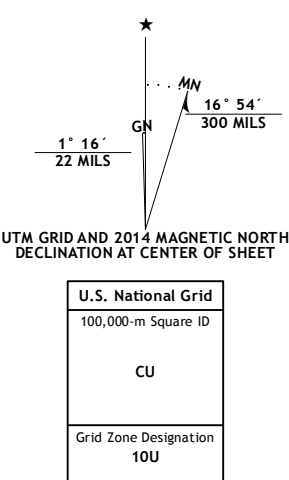 ★
MN
GN
16° 54´
300 MILS
1° 16´
22 MILS
UTM GRID AND 2014 MAGNETIC NORTH
DECLINATION AT CENTER OF SHEET
U.S. National Grid
100,000-m Square ID
CU
Grid Zone Designation
10U